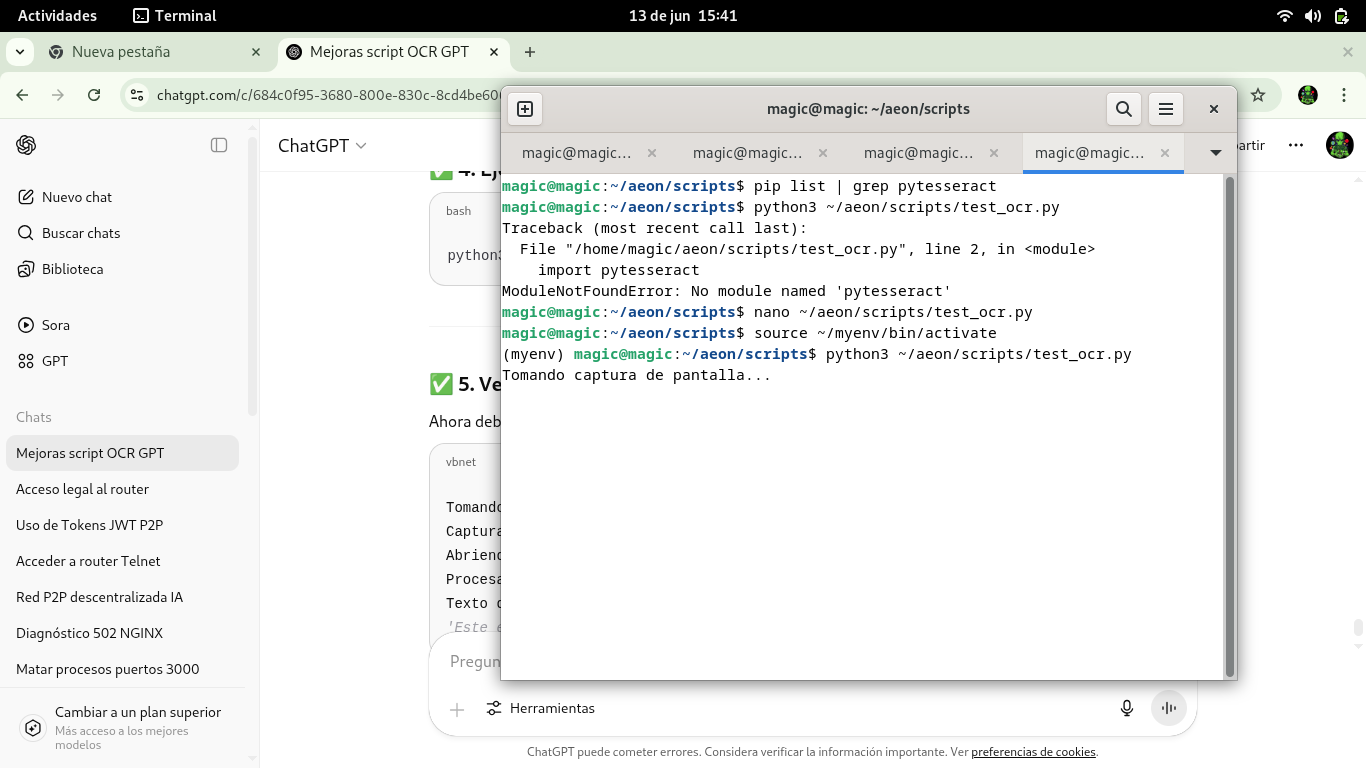 Actividades
Terminal
13 de jun 15:41
Nueva pestaña
Mejoras script OCR GPT
chatgpt.com/c/684c0f95-3680-800e-830c-8cd4be60
magic@magic: ~/aeon/scripts
magic@magic...
magic@magic...
magic@magic...
magic@magic...
magic@magic:~/aeon/scripts$ pip list | grep pytesseract
magic@magic:~/aeon/scripts$ python3 ~/aeon/scripts/test_ocr.py
Traceback (most recent call last):
File "/home/magic/aeon/scripts/test_ocr.py", line 2, in <module>
import pytesseract
ModuleNotFoundError: No module named 'pytesseract'
magic@magic:~/aeon/scripts$ nano ~/aeon/scripts/test_ocr.py
magic@magic:~/aeon/scripts$ source ~/myenv/bin/activate
(myenv) magic@magic:~/aeon/scripts$ python3 ~/aeon/scripts/test_ocr.py
Tomando captura de pantalla...
Nuevo chat
Buscar chats
Biblioteca
Sora
GPT
Chats
Mejoras script OCR GPT
Acceso legal al router
Uso de Tokens JWT P2P
Acceder a router Telnet
Red P2P descentralizada IA
Diagnóstico 502 NGINX
Matar procesos puertos 3000
Cambiar a un plan superior
Más acceso a los mejores
modelos
ChatGPT
artir
bash
python3
5. Ve
Ahora deb
vbnet
Tomando
Captura
Abriend
Procesa
Texto d
'Este e
Pregun
Herramientas
ChatGPT puede cometer errores. Considera verificar la información importante. Ver preferencias de cookies.